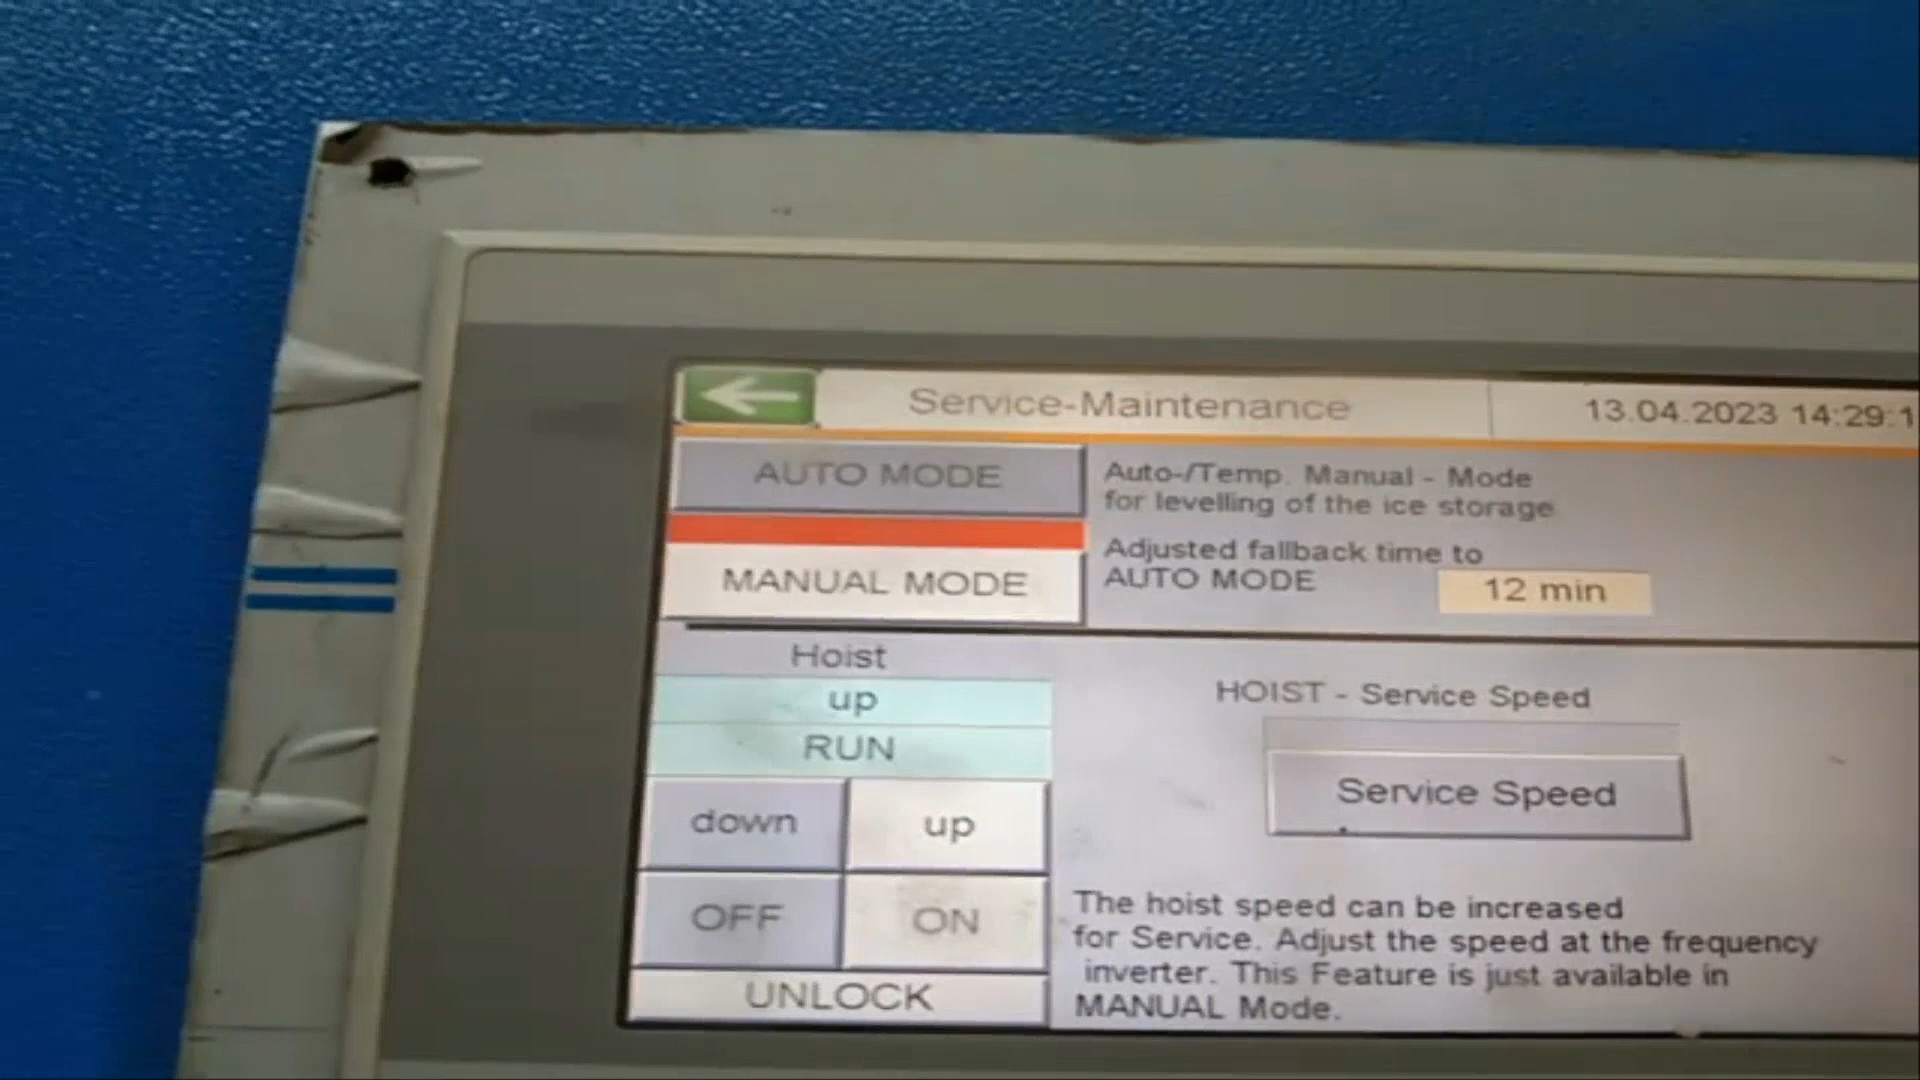 Service-Maintenance
13.04.2023 14:29:1
AUTO MODE
Auto-/Temp. Manual - Mode
for levelling of the ice storage
MANUAL MODE
Adjusted fallback time to
AUTO MODE
12 min
Hoist
up
RUN
down
up
OFF
ON
UNLOCK
HOIST - Service Speed
Service Speed
The hoist speed can be increased
for Service. Adjust the speed at the frequency
inverter. This Feature is just available in
MANUAL Mode.